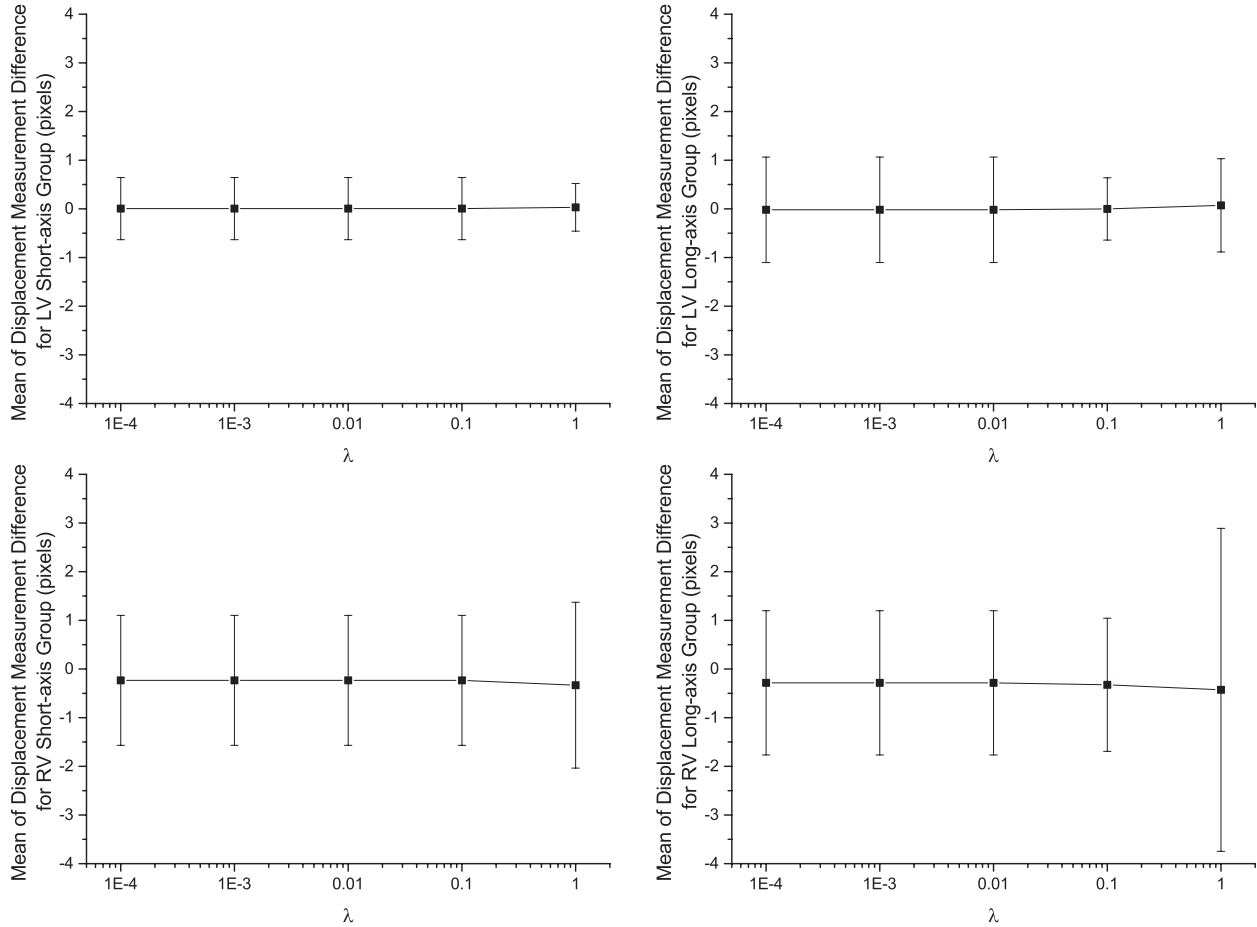 Mean of Displacement Measurement Difference
for LV Short-axis Group (pixels)
4
3
2
1
0
-1
-2
-3
-4
1E-4 1E-3 0.01 0.1 1
λ
Mean of Displacement Measurement Difference
for LV Long-axis Group (pixels)
4
3
2
1
0
-1
-2
-3
-4
1E-4 1E-3 0.01 0.1 1
λ
Mean of Displacement Measurement Difference
for RV Short-axis Group (pixels)
4
3
2
1
0
-1
-2
-3
-4
1E-4 1E-3 0.01 0.1 1
λ
Mean of Displacement Measurement Difference
for RV Long-axis Group (pixels)
4
3
2
1
0
-1
-2
-3
-4
1E-4 1E-3 0.01 0.1 1
λ